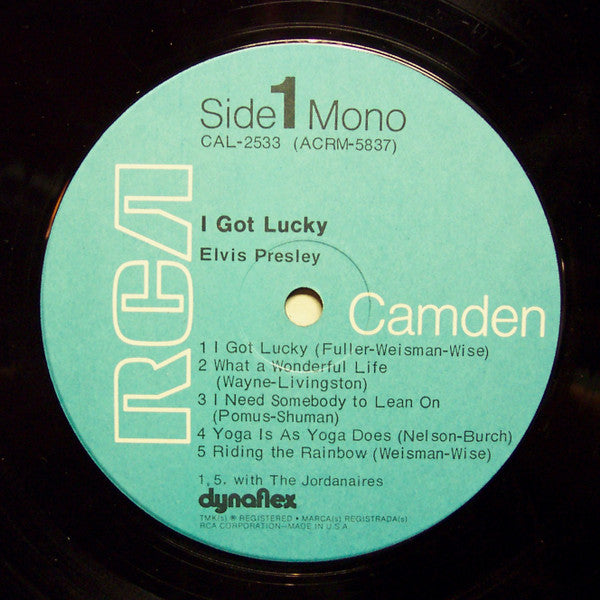 Side 1 Mono
CAL-2533 (ACRM-5837)
RCA
I Got Lucky
Elvis Presley
Camden
1 I Got Lucky (Fuller-Weisman-Wise)
2 What a Wonderful Life
(Wayne-Livingston)
3 I Need Somebody to Lean On
(Pomus-Shuman)
4 Yoga Is As Yoga Does (Nelson-Burch)
5 Riding the Rainbow (Weisman-Wise)
1, 5. with The Jordanaires
dynaflex
TMK(s) ® REGISTERED • MARCA(s) REGISTRADA(s)
RCA CORPORATION—MADE IN U.S.A